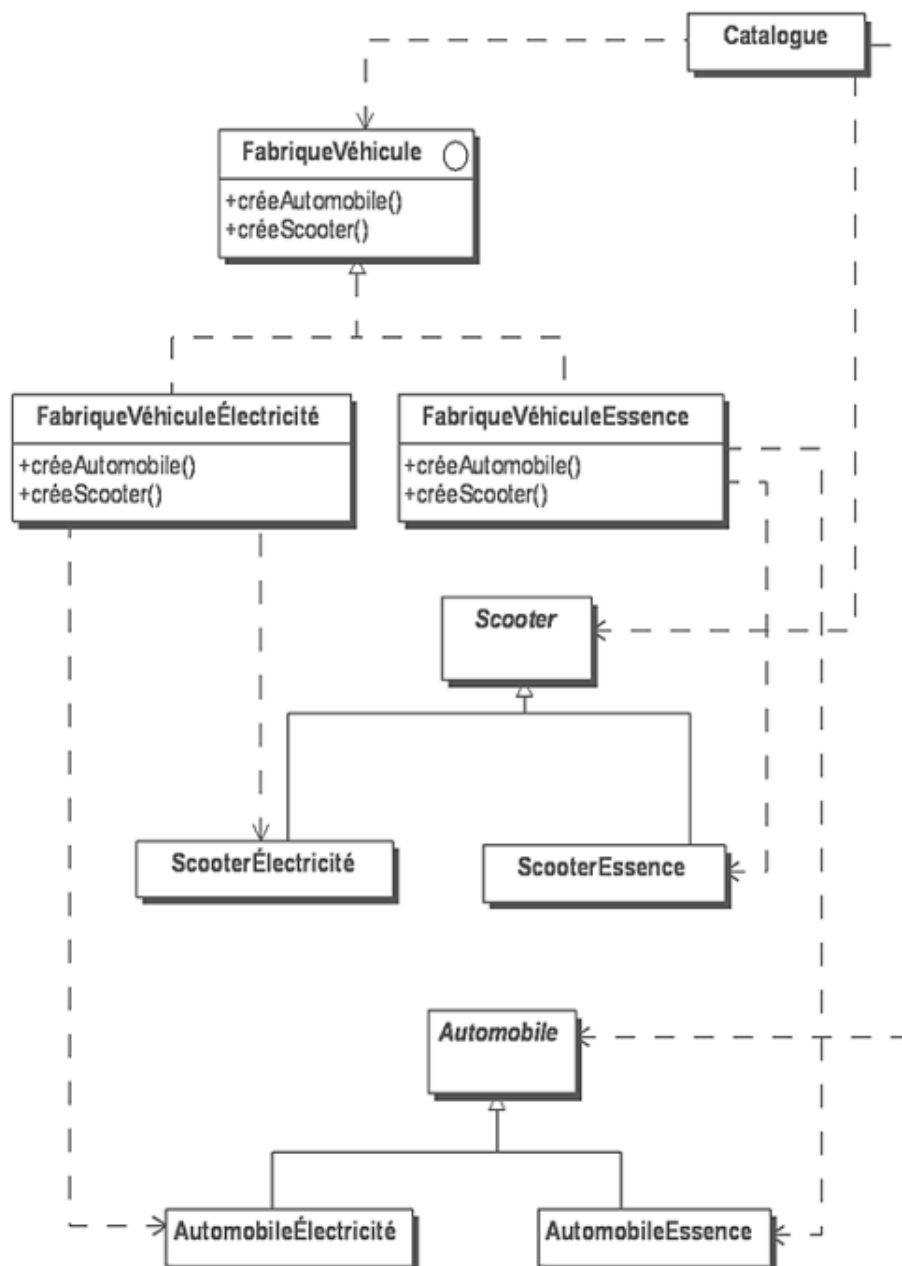 Catalogue
FabriqueVéhicule
+créeAutomobile()
+créeScooter()
FabriqueVéhiculeÉlectricité
+créeAutomobile()
+créeScooter()
FabriqueVéhiculeEssence
+créeAutomobile()
+créeScooter()
Scooter
ScooterÉlectricité
ScooterEssence
Automobile
AutomobileÉlectricité
AutomobileEssence